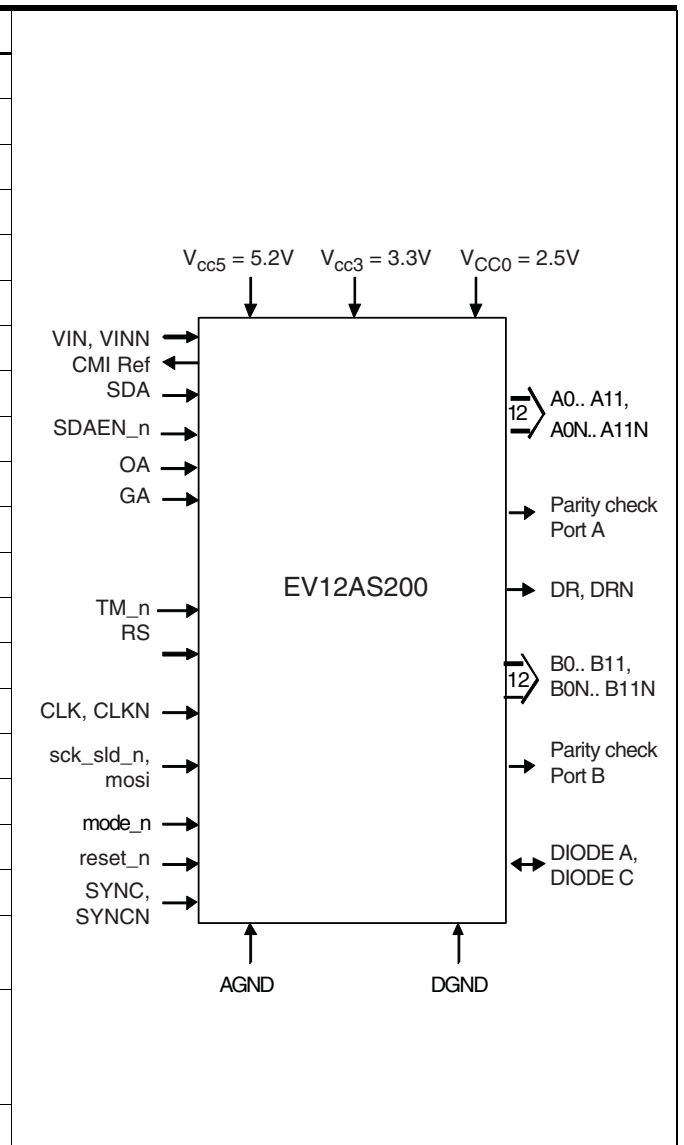 Vcc5 = 5.2V Vcc3 = 3.3V VCC0 = 2.5V
VIN, VINN
CMI Ref
SDA
SDAEN_n
OA
GA
TM_n
RS
CLK, CLKN
sck_sld_n,
mosi
mode_n
reset_n
SYNC,
SYNCN
EV12AS200
12
A0.. A11,
A0N.. A11N
Parity check
Port A
DR, DRN
12
B0.. B11,
B0N.. B11N
Parity check
Port B
DIODE A,
DIODE C
AGND DGND